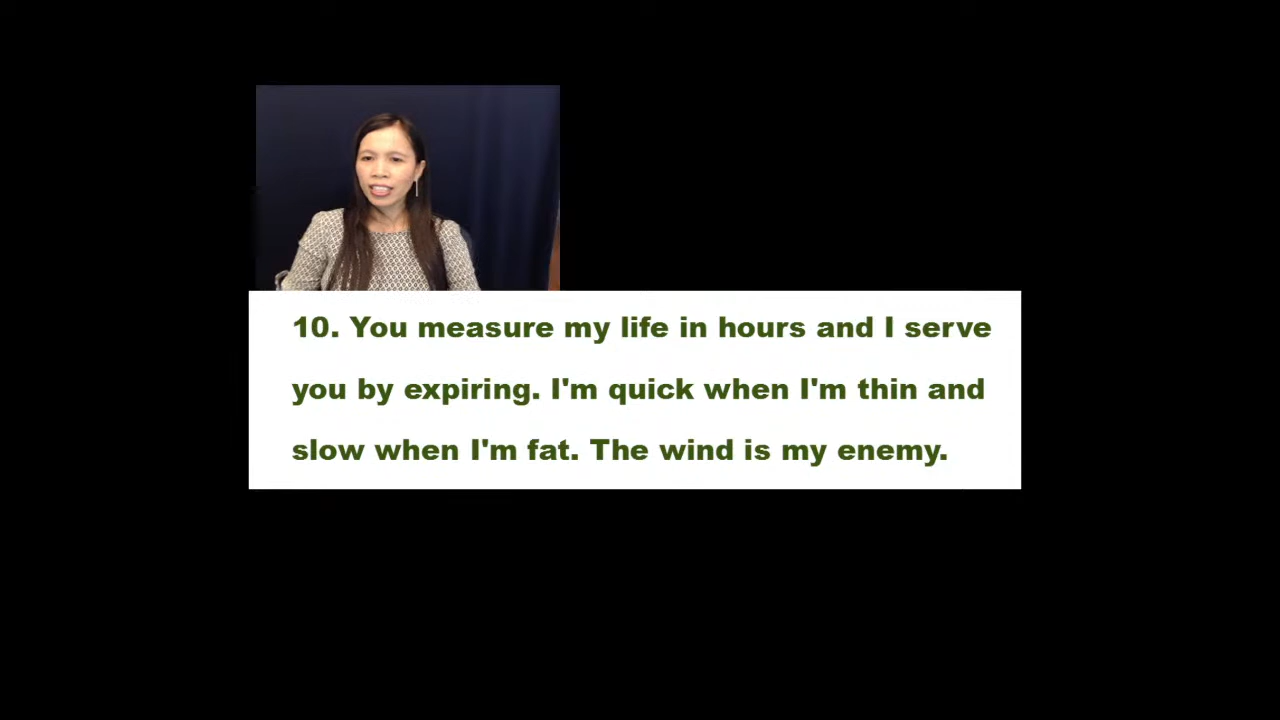 10. You measure my life in hours and I serve
you by expiring. I'm quick when I'm thin and
slow when I'm fat. The wind is my enemy.